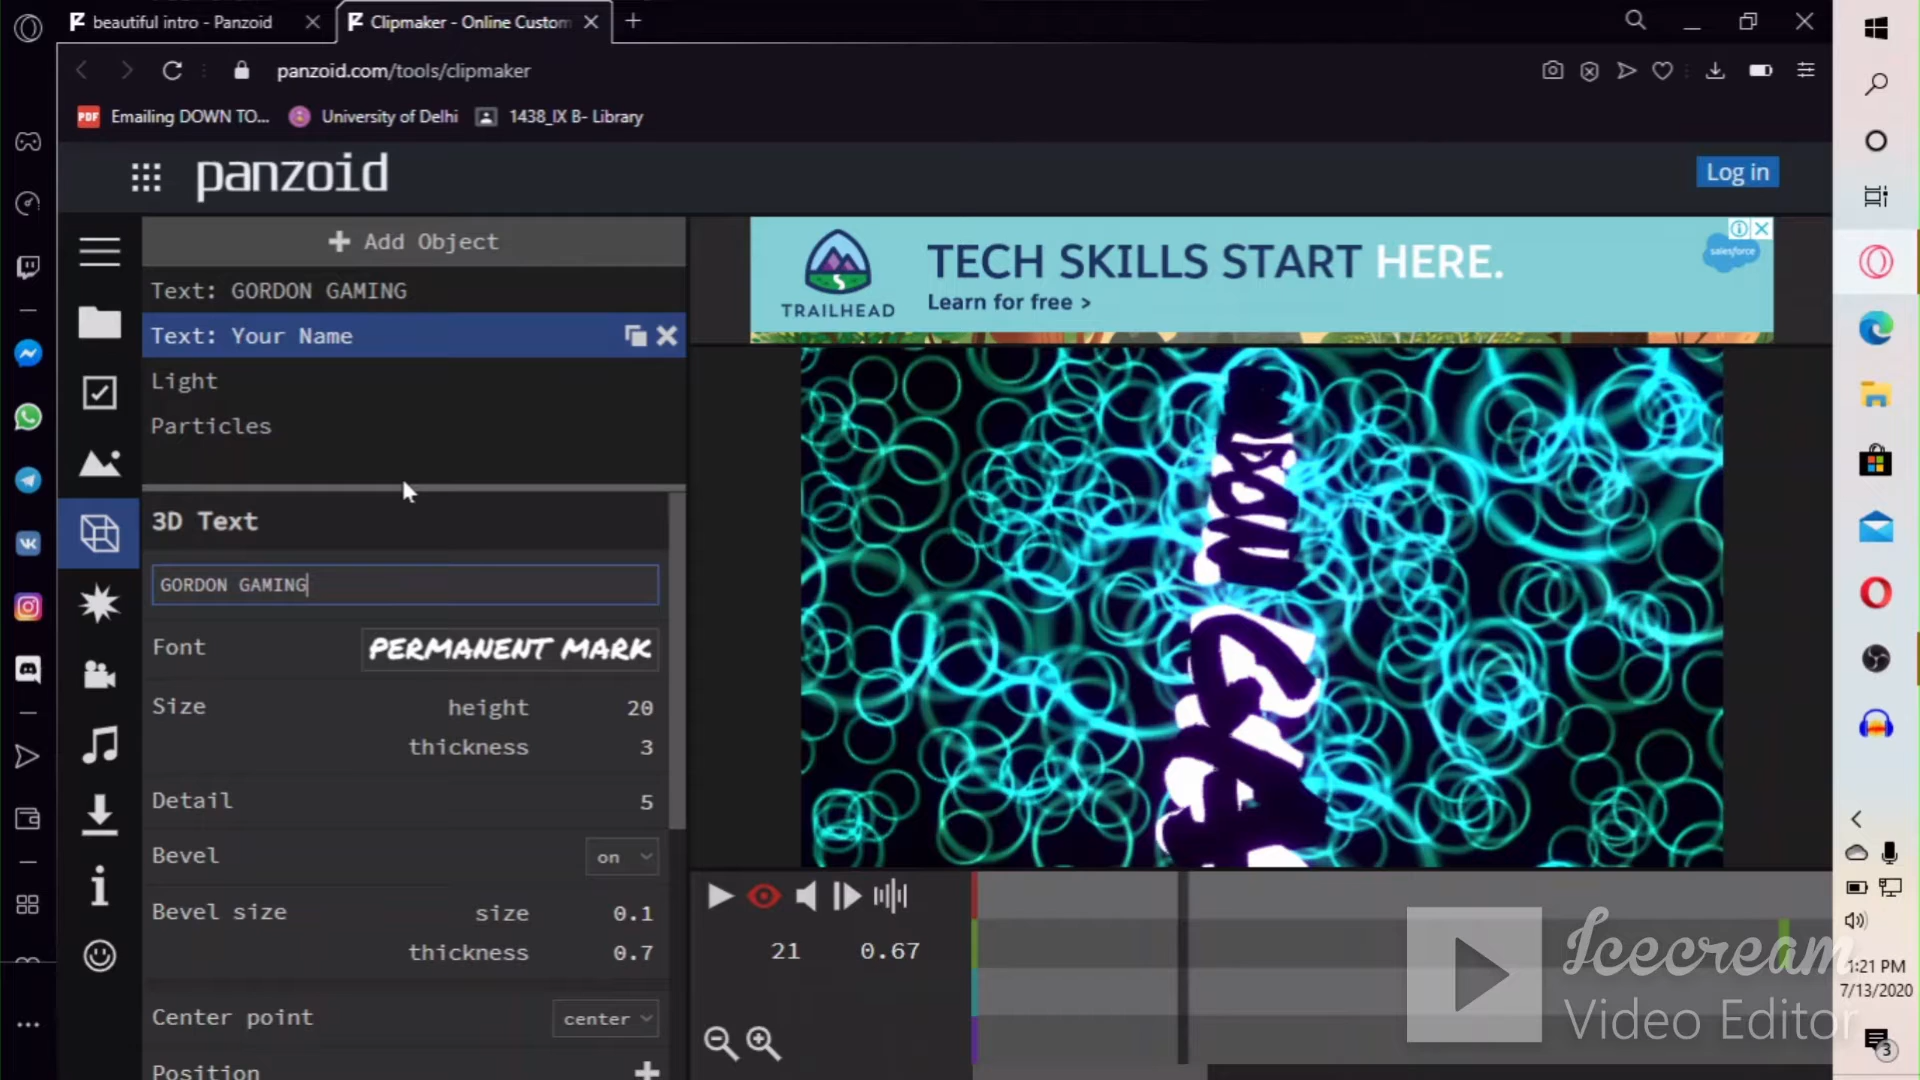 beautiful intro - Panzoid
Clipmaker - Online Custom
panzoid.com/tools/clipmaker
PDF Emailing DOWN TO...
University of Delhi
1438_IX B- Library
panzoid
Log in
Add Object
Text: GORDON GAMING
Text: Your Name
Light
Particles
3D Text
GORDON GAMING
Font PERMANENT MARK
Size height 20
thickness 3
Detail 5
Bevel on
Bevel size size 0.1
thickness 0.7
Center point center
Position
TRAILHEAD
TECH SKILLS START HERE.
Learn for free >
salesforce
21 0.67
Icecream
Video Editor
1:21 PM
7/13/2020
3